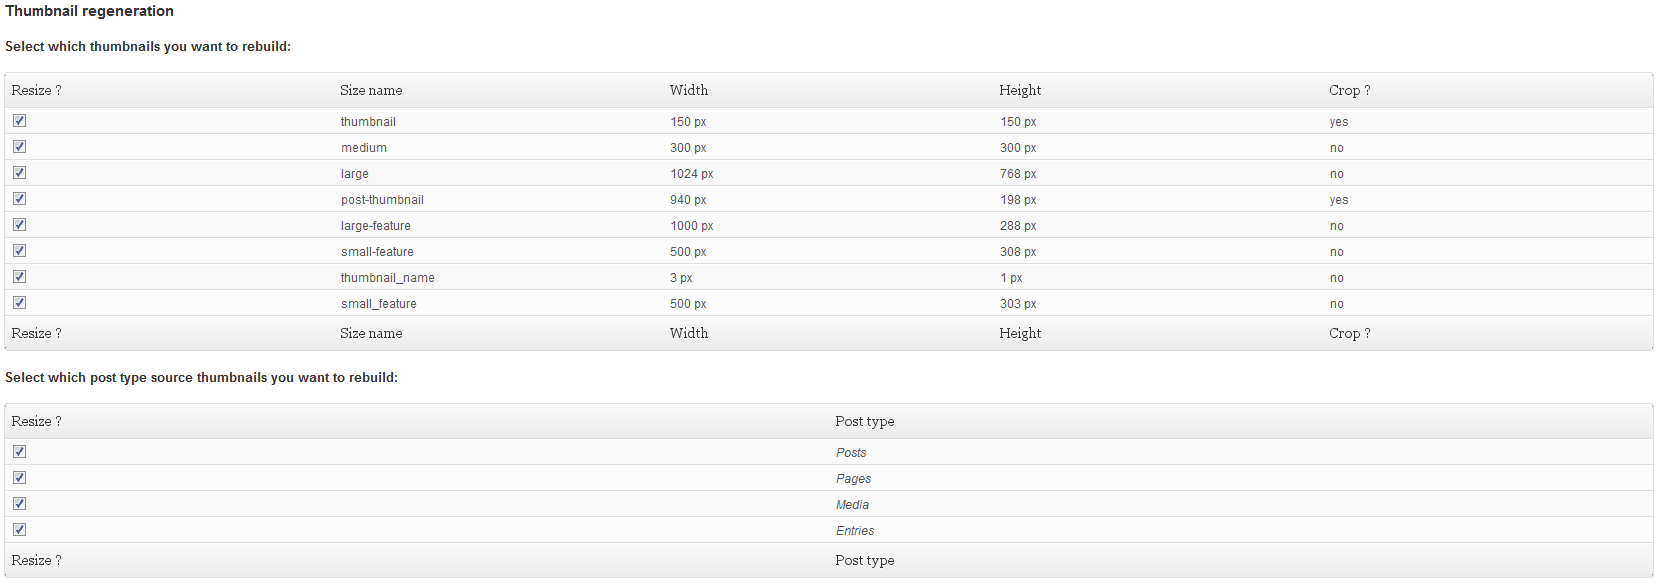 Thumbnail regeneration
Select which thumbnails you want to rebuild:
Resize ? Size name Width Height Crop ?
thumbnail 150 px 150 px yes
medium 300 px 300 px no
large 1024 px 768 px no
post-thumbnail 940 px 198 px yes
large-feature 1000 px 288 px no
small-feature 500 px 308 px no
thumbnail_name 3 px 1 px no
small_feature 500 px 303 px no
Resize ? Size name Width Height Crop ?
Select which post type source thumbnails you want to rebuild:
Resize ? Post type
Posts
Pages
Media
Entries
Resize ? Post type